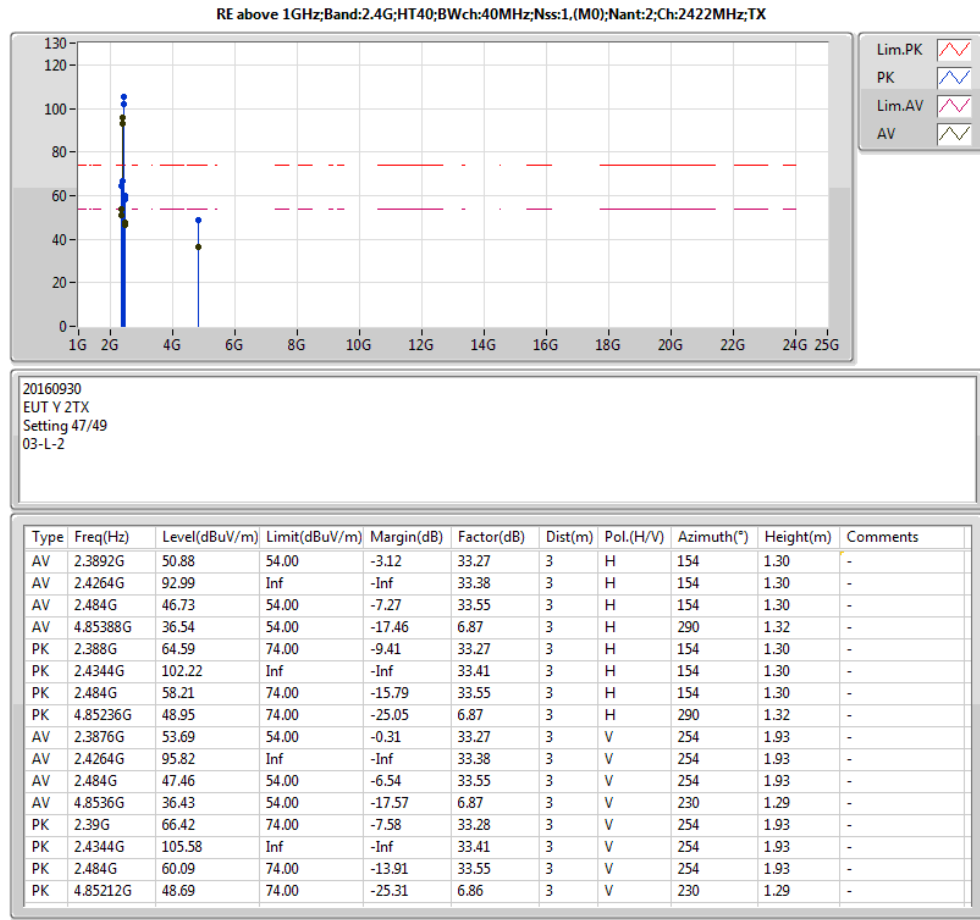 RE above 1GHz;Band:2.4G;HT40;BWch:40MHz;Nss:1,(M0);Nant:2;Ch:2422MHz;TX
130
120
100
80
60
40
20
0
1G 2G 4G 6G 8G 10G 12G 14G 16G 18G 20G 22G 24G 25G
Lim.PK
PK
Lim.AV
AV
20160930
EUT Y 2TX
Setting 47/49
03-L-2
Type Freq(Hz) Level(dBuV/m) Limit(dBuV/m) Margin(dB) Factor(dB) Dist(m) Pol.(H/V) Azimuth(°) Height(m) Comments
AV 2.3892G 50.88 54.00 -3.12 33.27 3 H 154 1.30 -
AV 2.4264G 92.99 Inf -Inf 33.38 3 H 154 1.30 -
AV 2.484G 46.73 54.00 -7.27 33.55 3 H 154 1.30 -
AV 4.85388G 36.54 54.00 -17.46 6.87 3 H 290 1.32 -
PK 2.388G 64.59 74.00 -9.41 33.27 3 H 154 1.30 -
PK 2.4344G 102.22 Inf -Inf 33.41 3 H 154 1.30 -
PK 2.484G 58.21 74.00 -15.79 33.55 3 H 154 1.30 -
PK 4.85236G 48.95 74.00 -25.05 6.87 3 H 290 1.32 -
AV 2.3876G 53.69 54.00 -0.31 33.27 3 V 254 1.93 -
AV 2.4264G 95.82 Inf -Inf 33.38 3 V 254 1.93 -
AV 2.484G 47.46 54.00 -6.54 33.55 3 V 254 1.93 -
AV 4.8536G 36.43 54.00 -17.57 6.87 3 V 230 1.29 -
PK 2.39G 66.42 74.00 -7.58 33.28 3 V 254 1.93 -
PK 2.4344G 105.58 Inf -Inf 33.41 3 V 254 1.93 -
PK 2.484G 60.09 74.00 -13.91 33.55 3 V 254 1.93 -
PK 4.85212G 48.69 74.00 -25.31 6.86 3 V 230 1.29 -